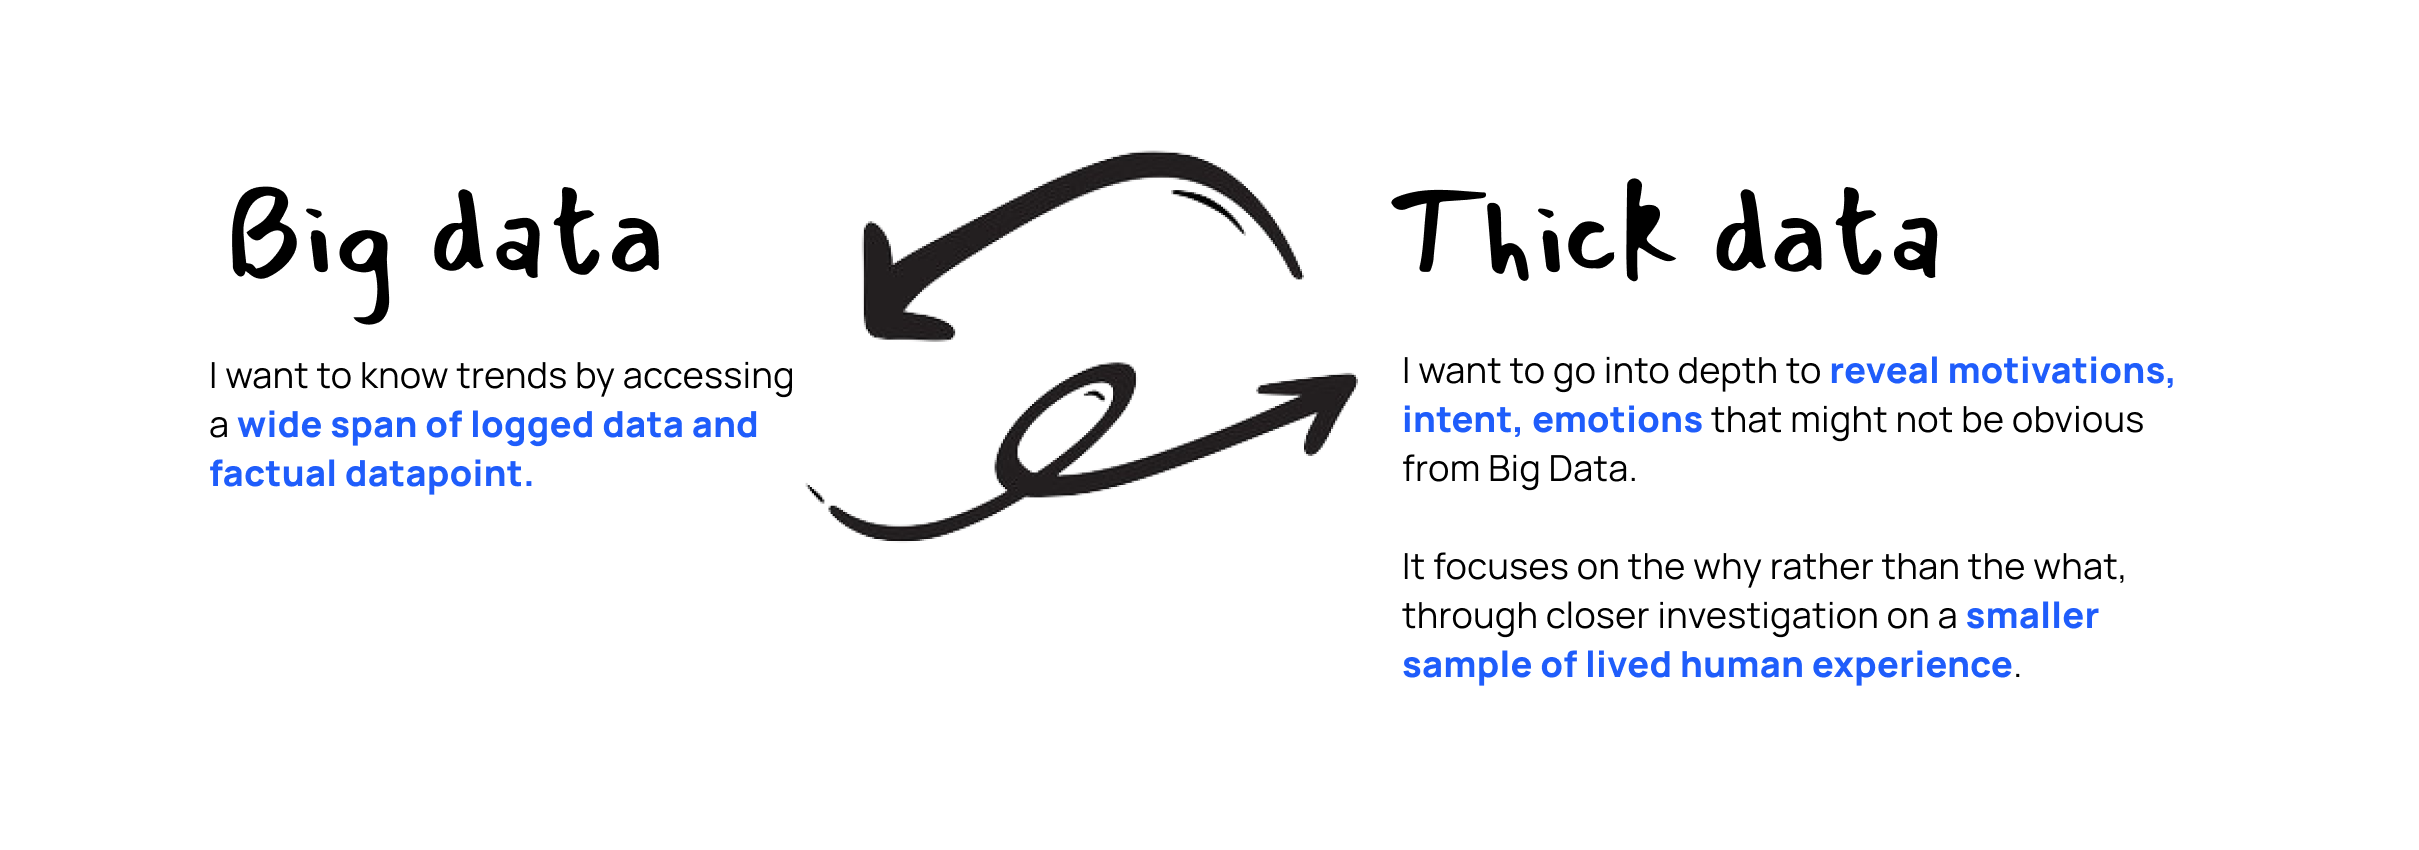 Big data
I want to know trends by accessing
a wide span of logged data and
factual datapoint.
Thick data
I want to go into depth to reveal motivations,
intent, emotions that might not be obvious
from Big Data.
It focuses on the why rather than the what,
through closer investigation on a smaller
sample of lived human experience.